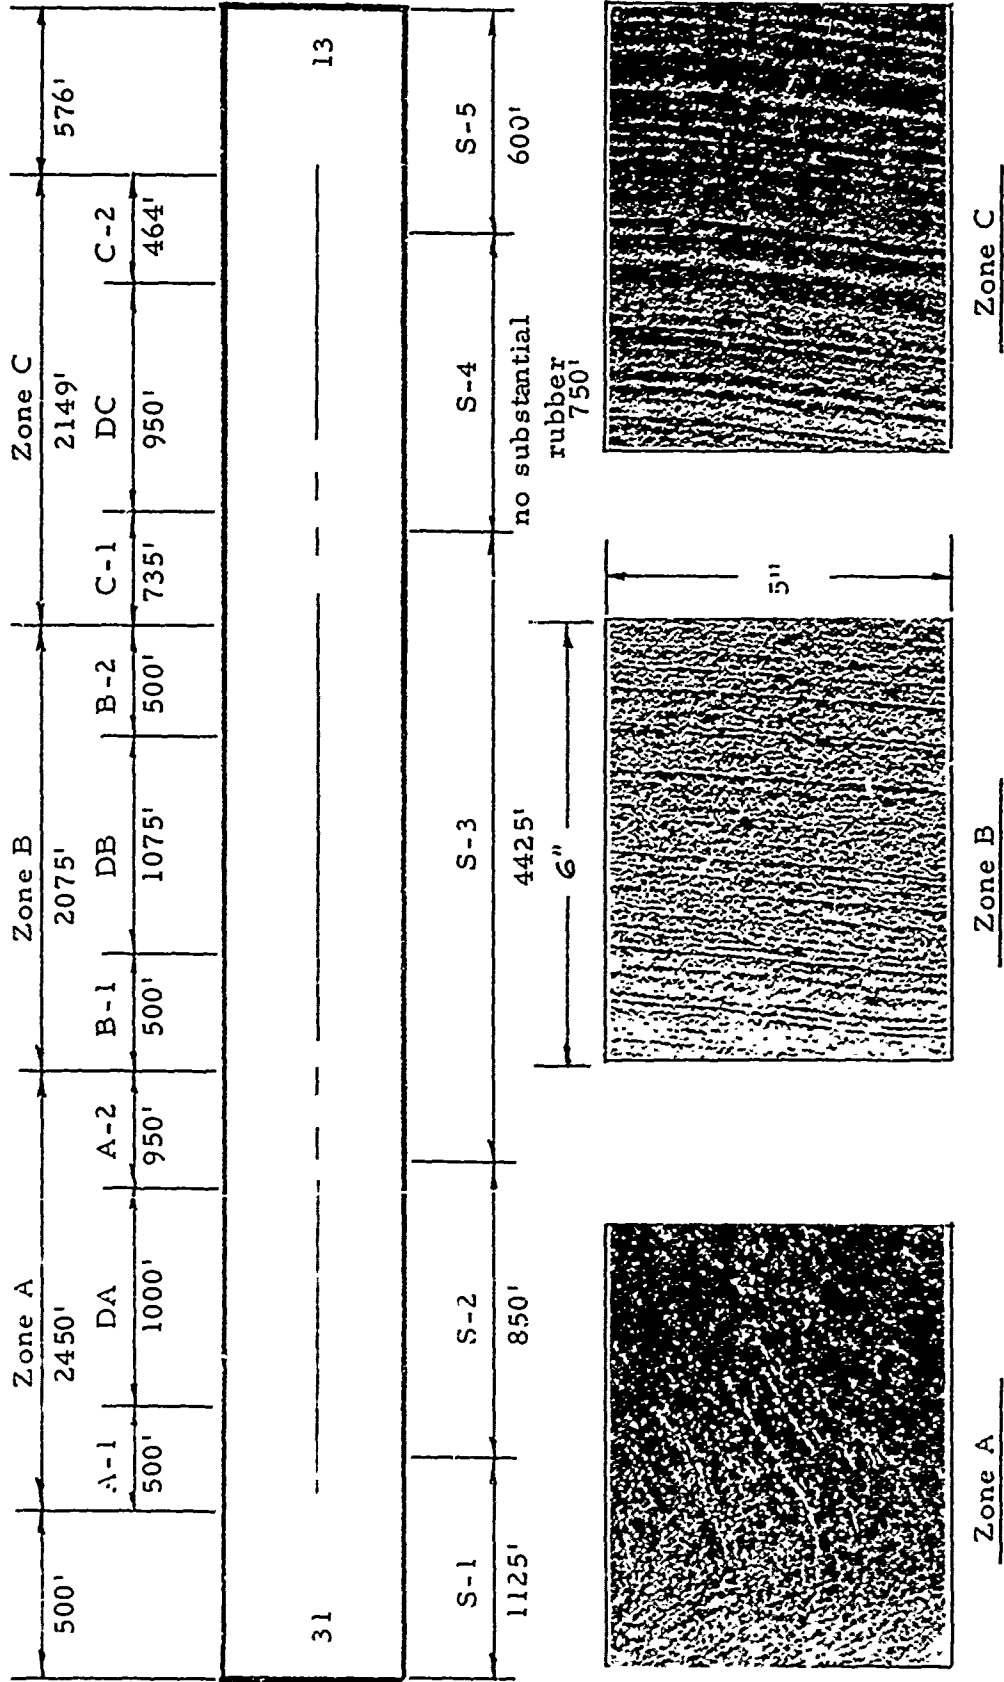 500'
Zone A
2450'
Zone B
2075'
Zone C
2149'
576'
A-1
500'
DA
1000'
A-2
950'
B-1
500'
DB
1075'
B-2
500'
C-1
735'
DC
950'
C-2
464'
31
13
S-1
1125'
S-2
850'
S-3
4425'
S-4
no substantial
rubber
750'
S-5
600'
6"
5"
Zone A
Zone B
Zone C